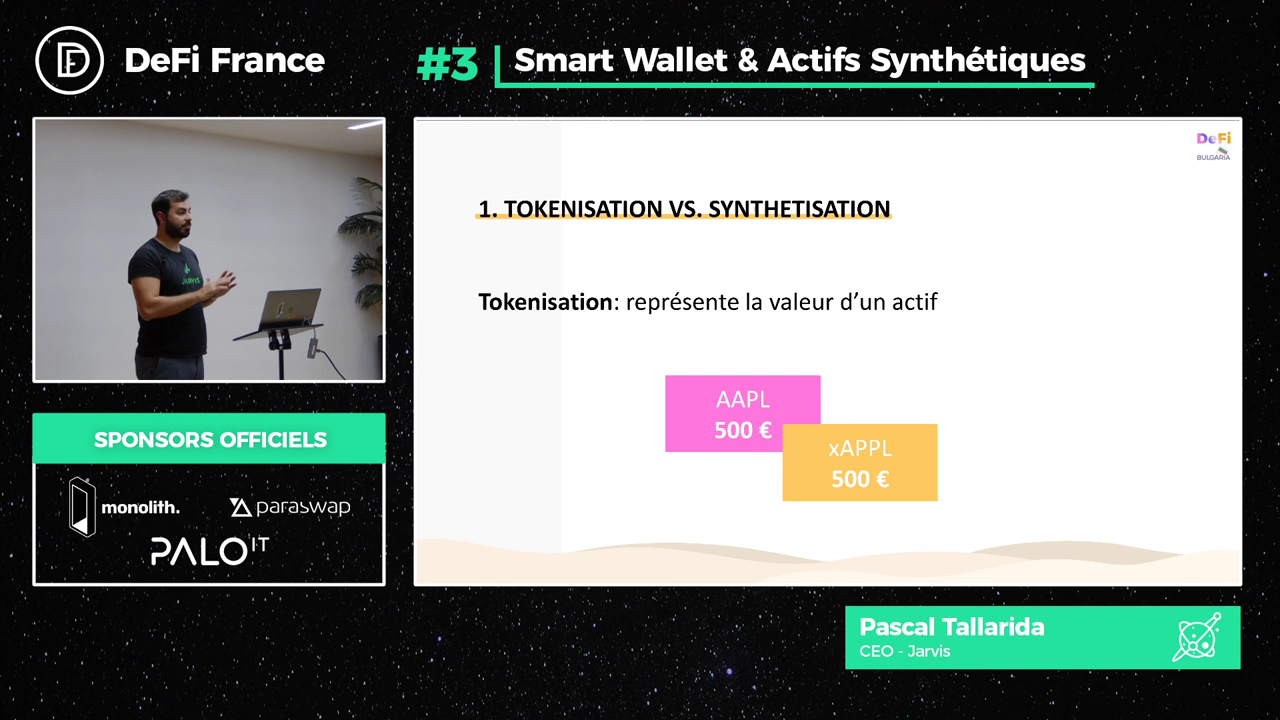 DeFi France
#3
Smart Wallet & Actifs Synthétiques
JARVIS
SPONSORS OFFICIELS
monolith.
paraswap
PALO IT
DeFi
BULGARIA
1. TOKENISATION VS. SYNTHETISATION
Tokenisation: représente la valeur d’un actif
AAPL
500 €
xAPPL
500 €
Pascal Tallarida
CEO - Jarvis